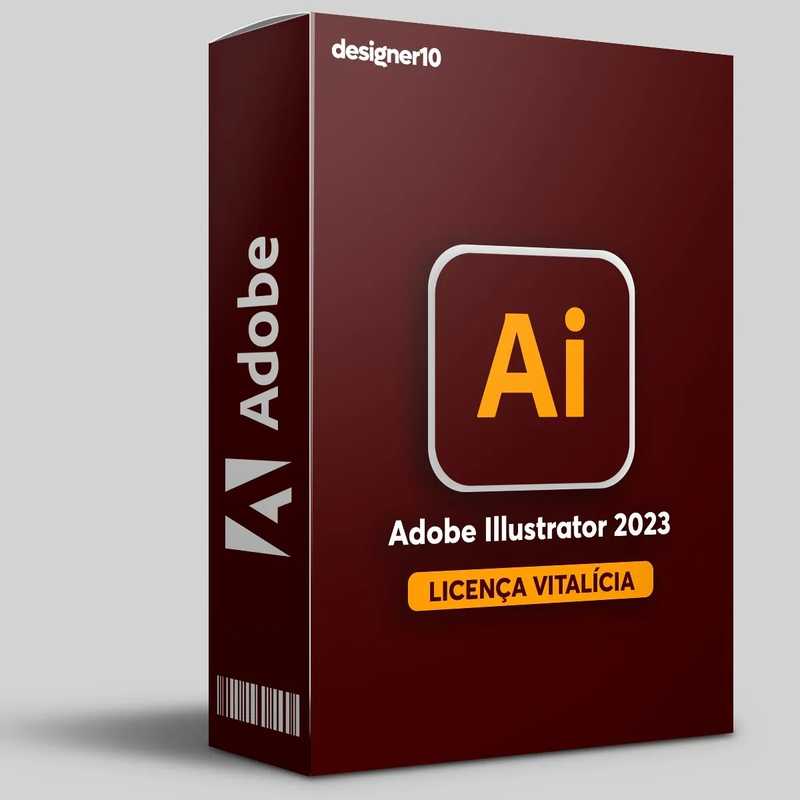 designer10
Adobe
Ai
Adobe Illustrator 2023
LICENÇA VITALÍCIA